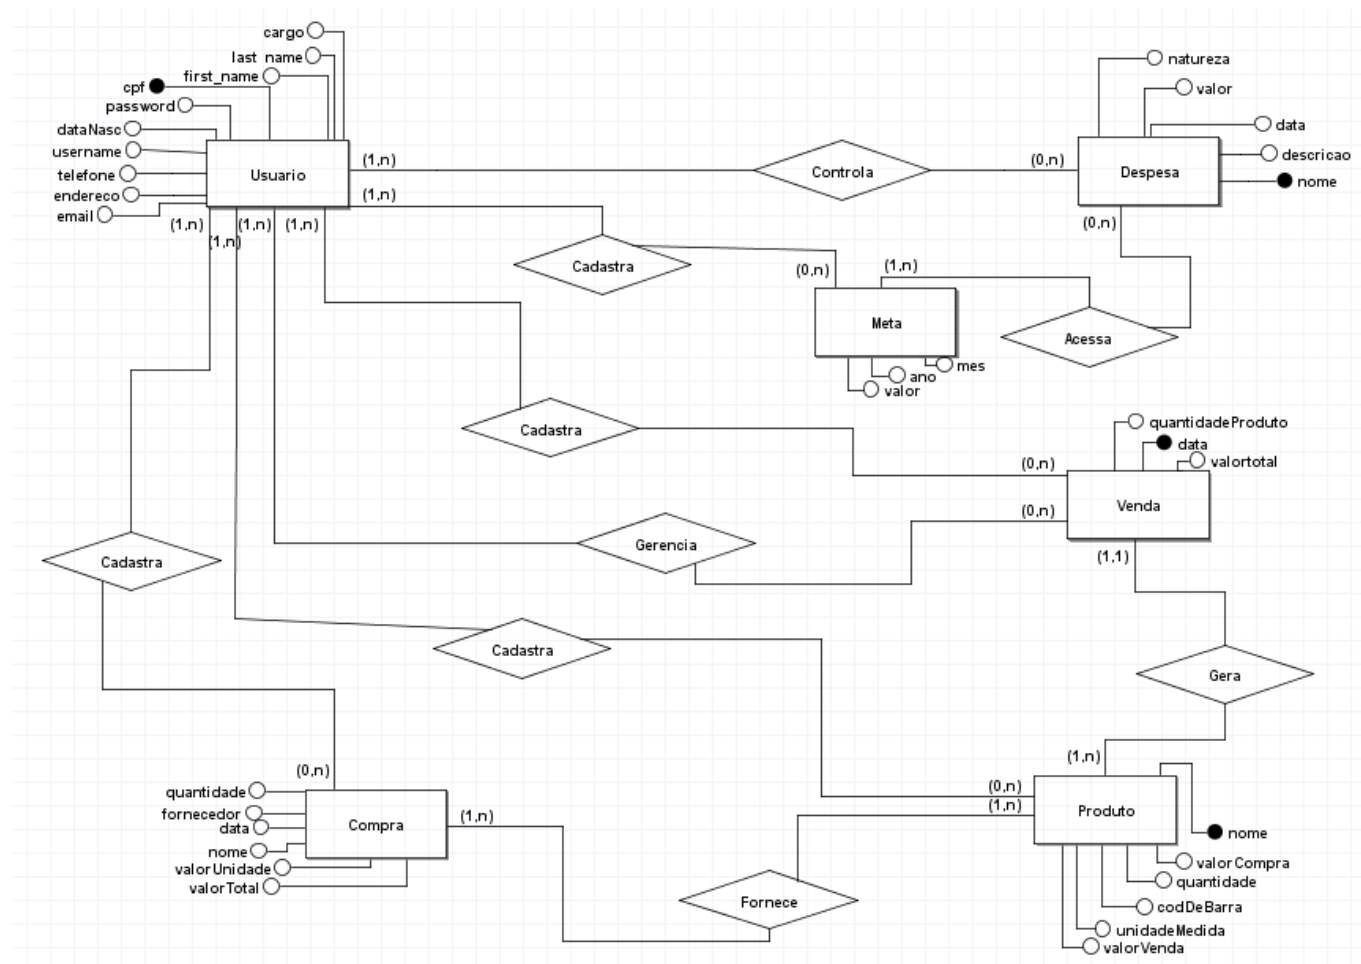 cargo
last name
first_name
cpf
password
dataNasc
username
telefone
endereco
email
Usuario
(1,n)
(1,n)
(1,n)
(1,n)
(1,n)
(1,n)
Controla
(0,n)
natureza
valor
data
descricao
nome
Despesa
(0,n)
Cadastra
(0,n)
(1,n)
Meta
Acessa
mes
ano
valor
Cadastra
(0,n)
quantidadeProduto
data
valortotal
Venda
(0,n)
(1,1)
Gerencia
Cadastra
Cadastra
Gera
(0,n)
(1,n)
(0,n)
(1,n)
Produto
quantidade
fornecedor
data
nome
valorUnidade
valorTotal
Compra
(1,n)
Fornece
nome
valorCompra
quantidade
codDeBarra
unidadeMedida
valorVenda